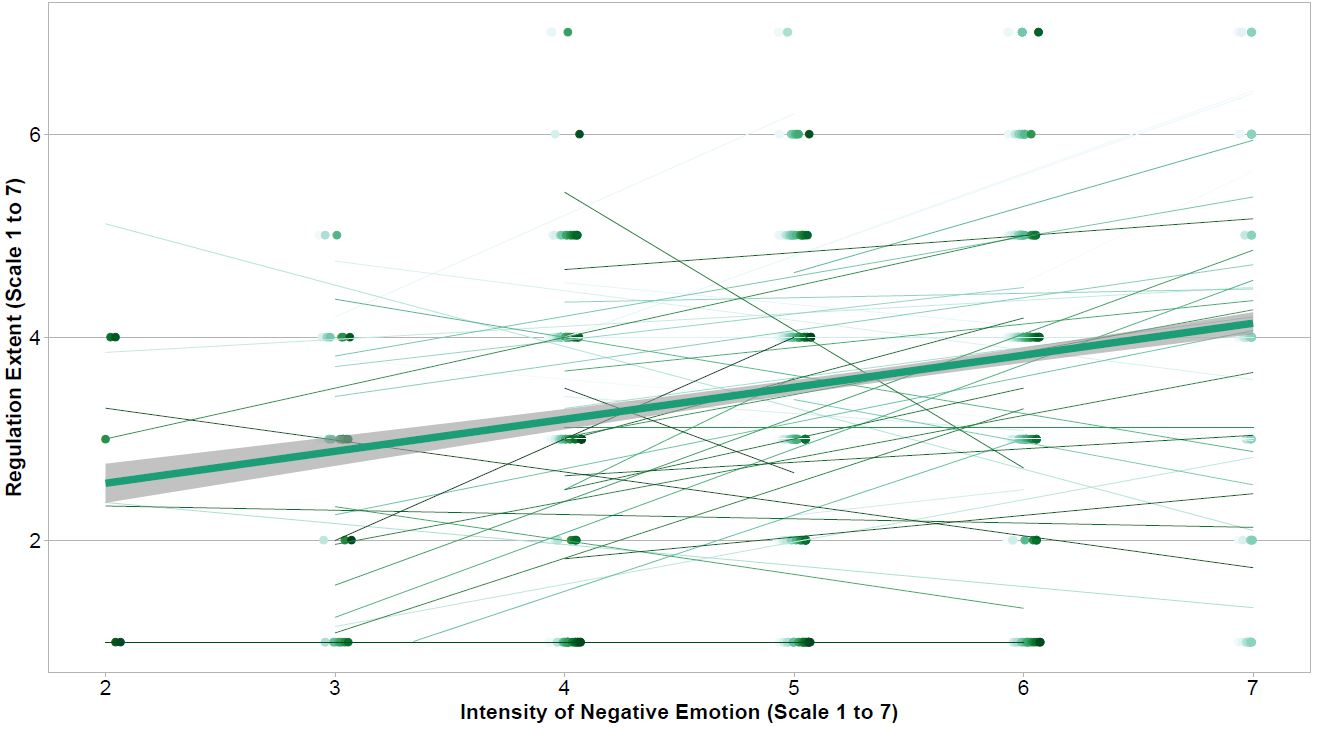 Regulation Extent (Scale 1 to 7)
6
4
2
2 3 4 5 6 7
Intensity of Negative Emotion (Scale 1 to 7)